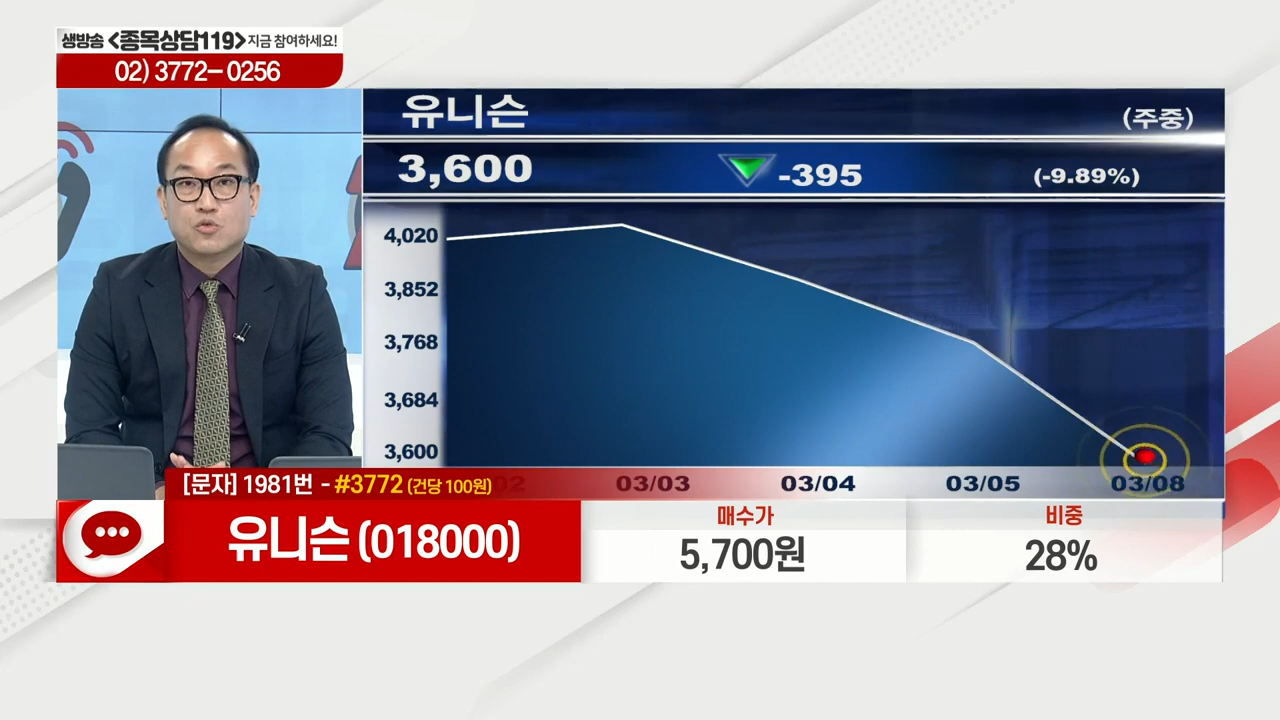 생방송 <종목상담119> 지금 참여하세요!
02) 3772-0256
유니슨 (주중)
3,600 -395 (-9.89%)
4,020
3,852
3,768
3,684
3,600
02 03/03 03/04 03/05 03/08
[문자] 1981번 - #3772 (건당 100원)
유니슨 (018000)
매수가
5,700원
비중
28%